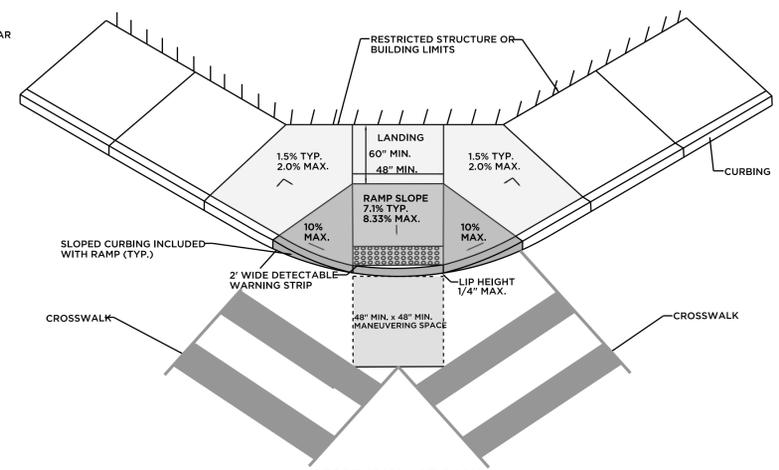 AR
RESTRICTED STRUCTURE OR
BUILDING LIMITS
LANDING
60" MIN.
48" MIN.
1.5% TYP.
2.0% MAX.
1.5% TYP.
2.0% MAX.
CURBING
RAMP SLOPE
7.1% TYP.
8.33% MAX.
10%
MAX.
10%
MAX.
SLOPED CURBING INCLUDED
WITH RAMP (TYP.)
2' WIDE DETECTABLE
WARNING STRIP
LIP HEIGHT
1/4" MAX.
48" MIN. x 48" MIN.
MANEUVERING SPACE
CROSSWALK
CROSSWALK